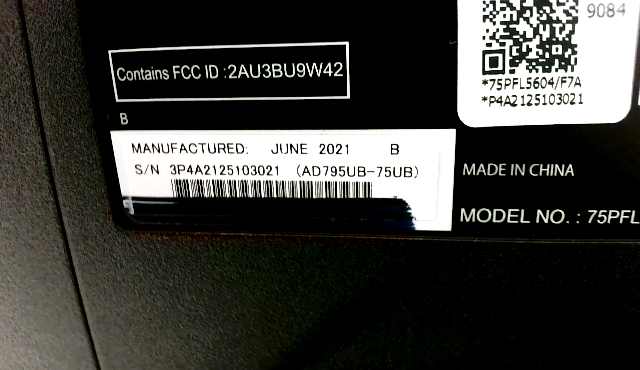 9084
Contains FCC ID :2AU3BU9W42
*75PFL5604/F7A
*P4A2125103021
B
MANUFACTURED: JUNE 2021 B
S/N 3P4A2125103021 (AD795UB-75UB)
MADE IN CHINA
MODEL NO. : 75PFL